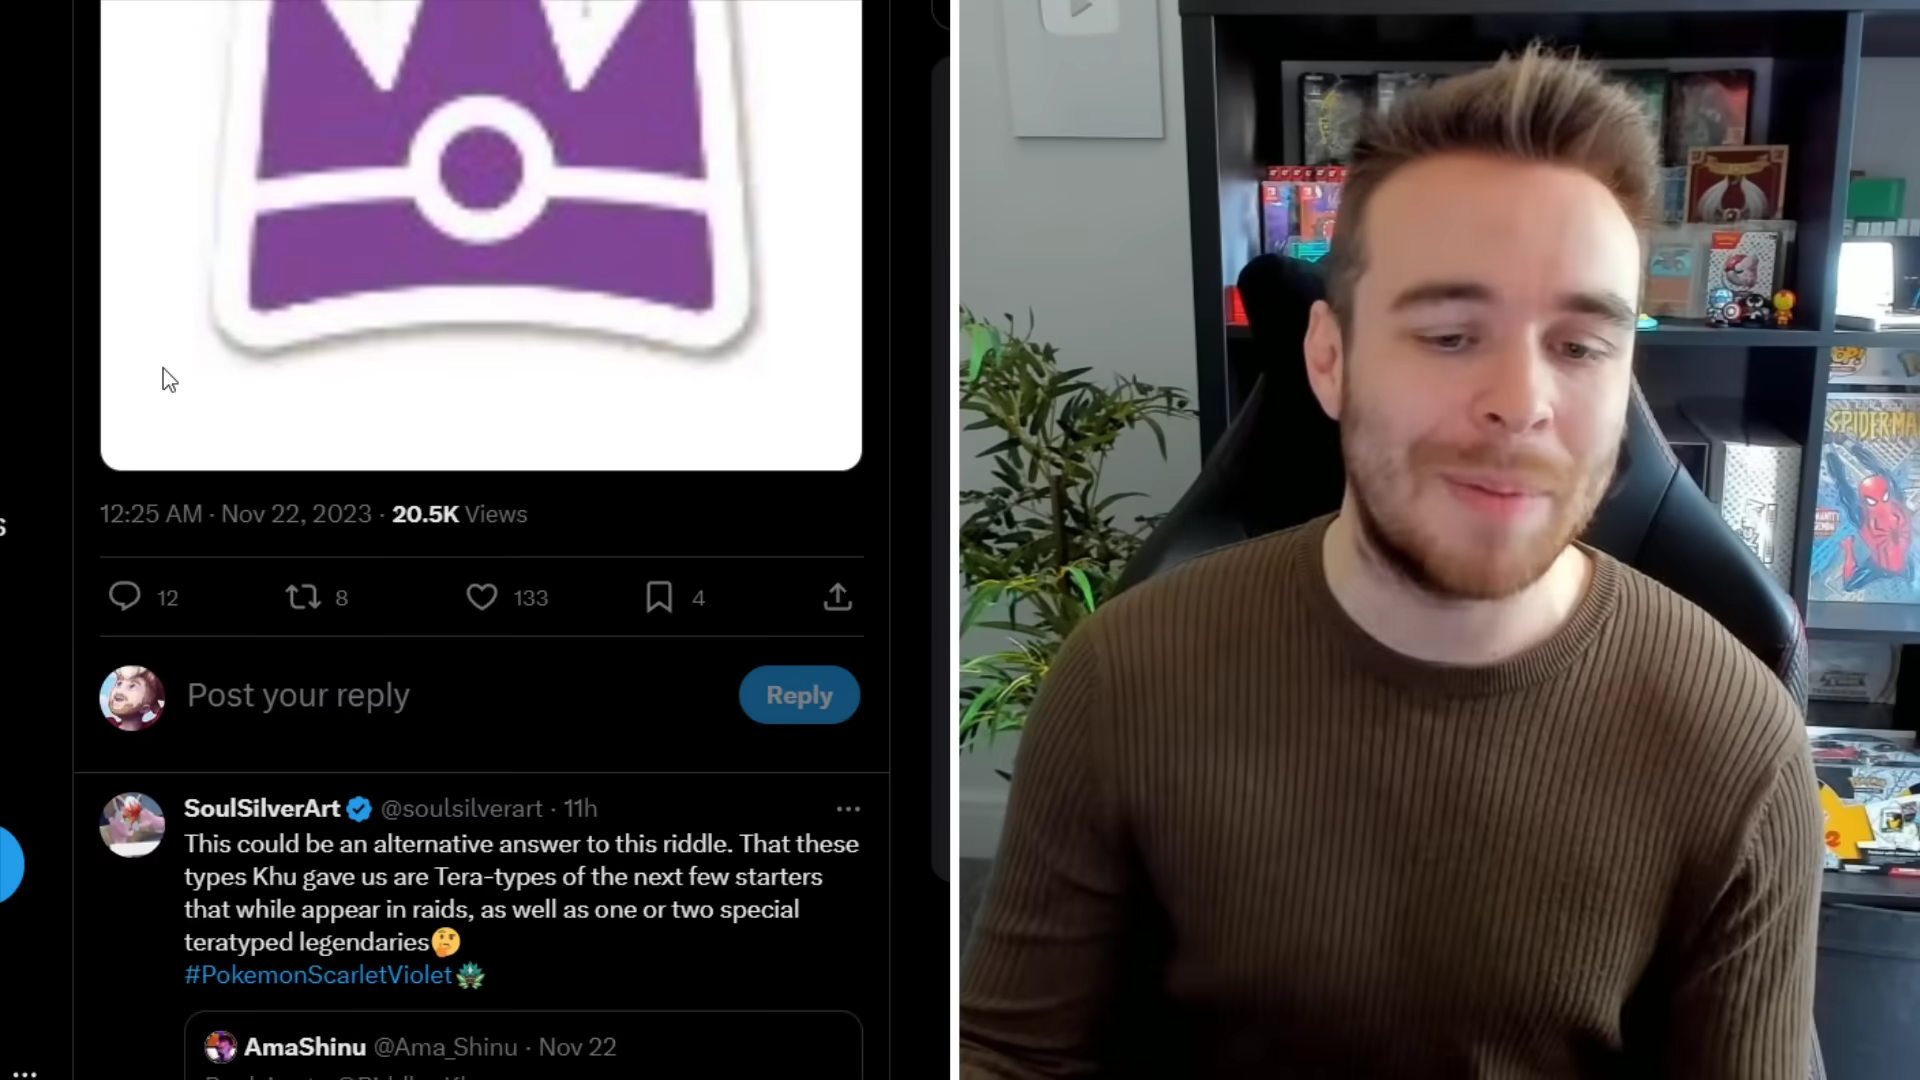 12:25 AM · Nov 22, 2023 · 20.5K Views
12
8
133
4
Post your reply
Reply
SoulSilverArt @soulsilverart · 11h
This could be an alternative answer to this riddle. That these
types Khu gave us are Tera-types of the next few starters
that while appear in raids, as well as one or two special
teratyped legendaries🤔
#PokemonScarletViolet
AmaShinu @Ama_Shinu · Nov 22
POP!
SPIDERMA